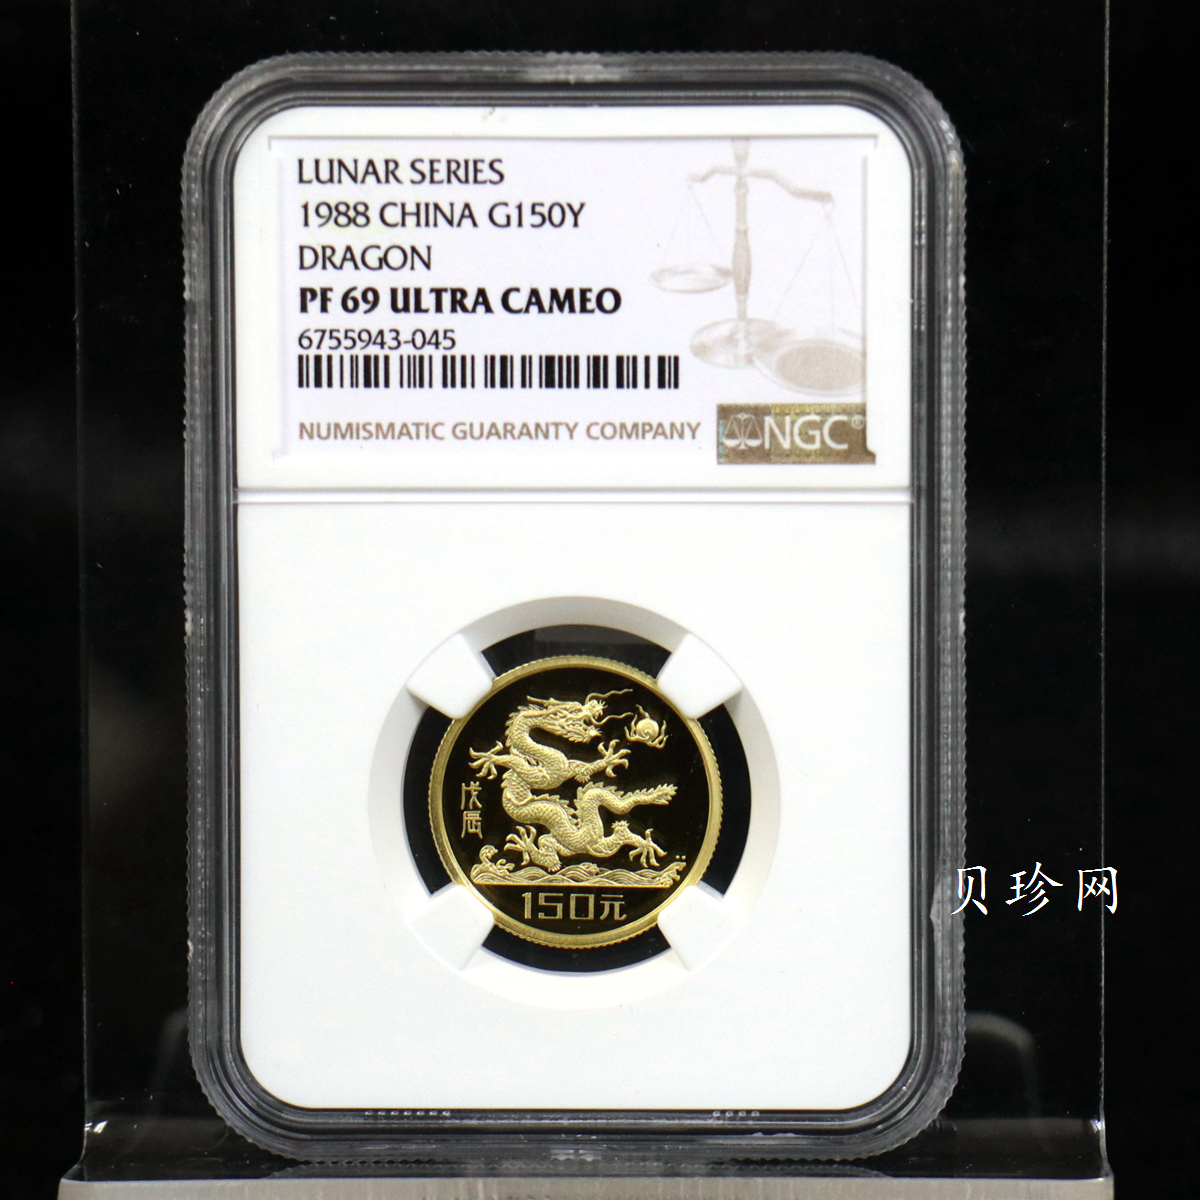 LUNAR SERIES
1988 CHINA G150Y
DRAGON
PF 69 ULTRA CAMEO
6755943-045
NUMISMATIC GUARANTY COMPANY
NGC®
戊辰
150元
贝珍网